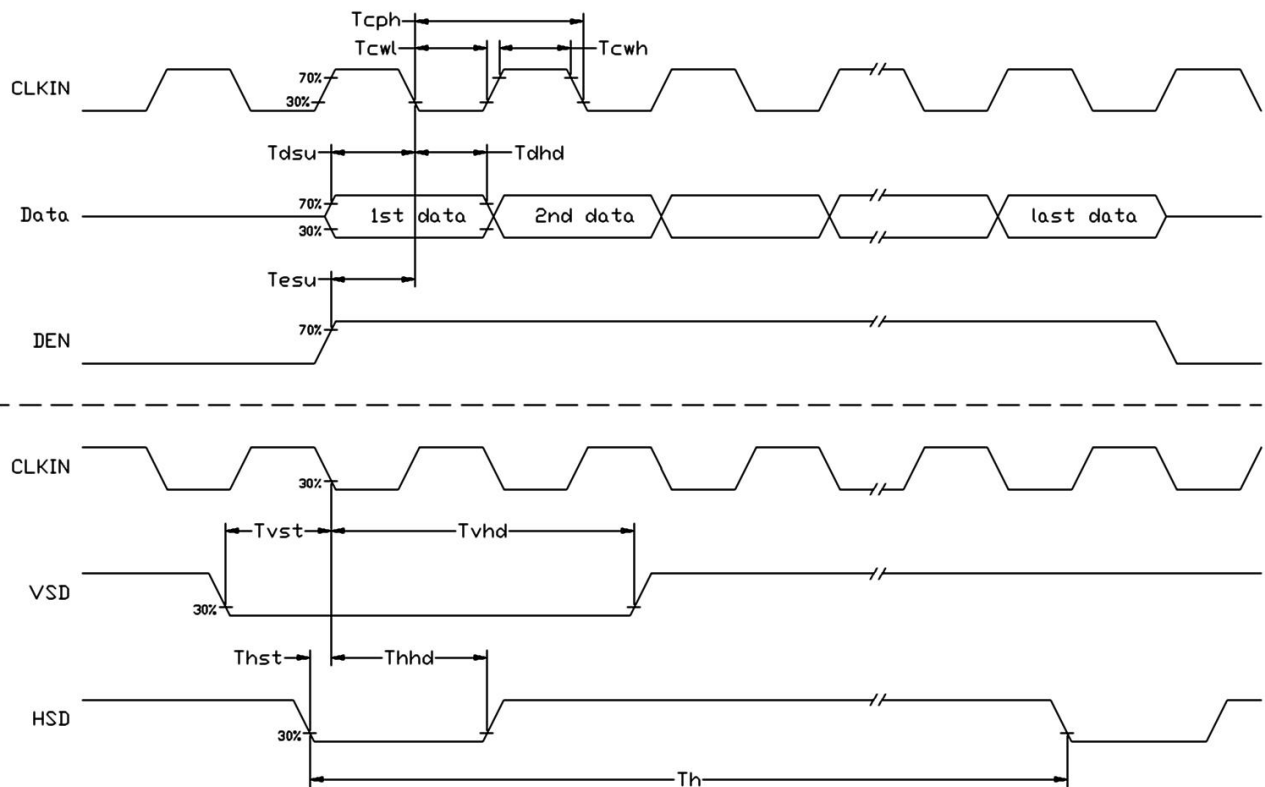 Tcph
Tcwl Tcwh
CLKIN 70%
30%
Tdsu Tdhd
Data 70% 1st data 2nd data last data
30%
Tesu
DEN 70%
CLKIN 30%
Tvst Tvhd
VSD 30%
Thst Thhd
HSD 30%
Th